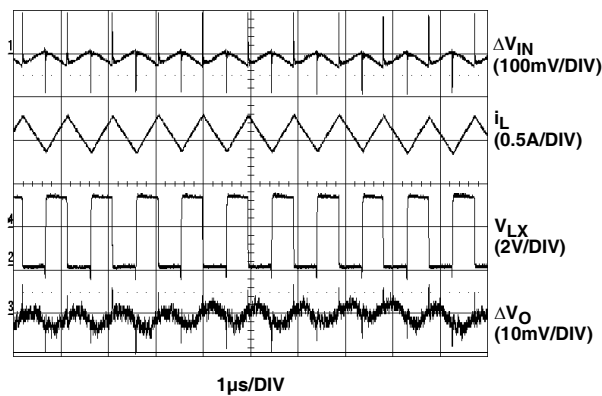 1
ΔV_IN
(100mV/DIV)
i_L
(0.5A/DIV)
4
V_LX
2
(2V/DIV)
3
ΔV_O
(10mV/DIV)
1µs/DIV